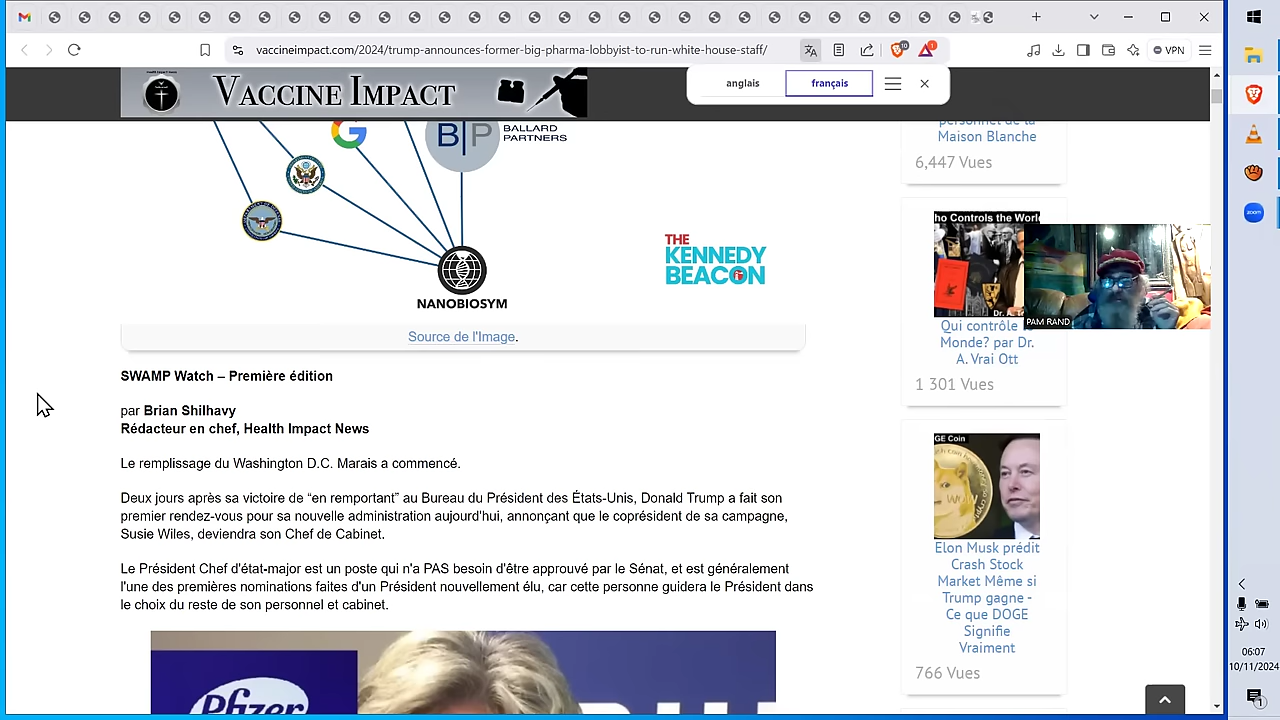 vaccineimpact.com/2024/trump-announces-former-big-pharma-lobbyist-to-run-white-house-staff/
10
1
VPN
VACCINE IMPACT
anglais
français
BALLARD
PARTNERS
B|P
G
THE
KENNEDY
BEACON
NANOBIOSYM
Source de l'Image.
SWAMP Watch – Première édition
par Brian Shilhavy
Rédacteur en chef, Health Impact News
Le remplissage du Washington D.C. Marais a commencé.
Deux jours après sa victoire de “en remportant” au Bureau du Président des États-Unis, Donald Trump a fait son
premier rendez-vous pour sa nouvelle administration aujourd'hui, annonçant que le coprésident de sa campagne,
Susie Wiles, deviendra son Chef de Cabinet.
Le Président Chef d'état-major est un poste qui n'a PAS besoin d'être approuvé par le Sénat, et est généralement
l'une des premières nominations faites d'un Président nouvellement élu, car cette personne guidera le Président dans
le choix du reste de son personnel et cabinet.
Pfizer
personnel de la
Maison Blanche
6,447 Vues
ho Controls the World
Dr. A.
PAM RAND
Qui contrôle le
Monde? par Dr.
A. Vrai Ott
1 301 Vues
GE Coin
WOW
Elon Musk prédit
Crash Stock
Market Même si
Trump gagne -
Ce que DOGE
Signifie
Vraiment
766 Vues
zoom
06:07
10/11/2024